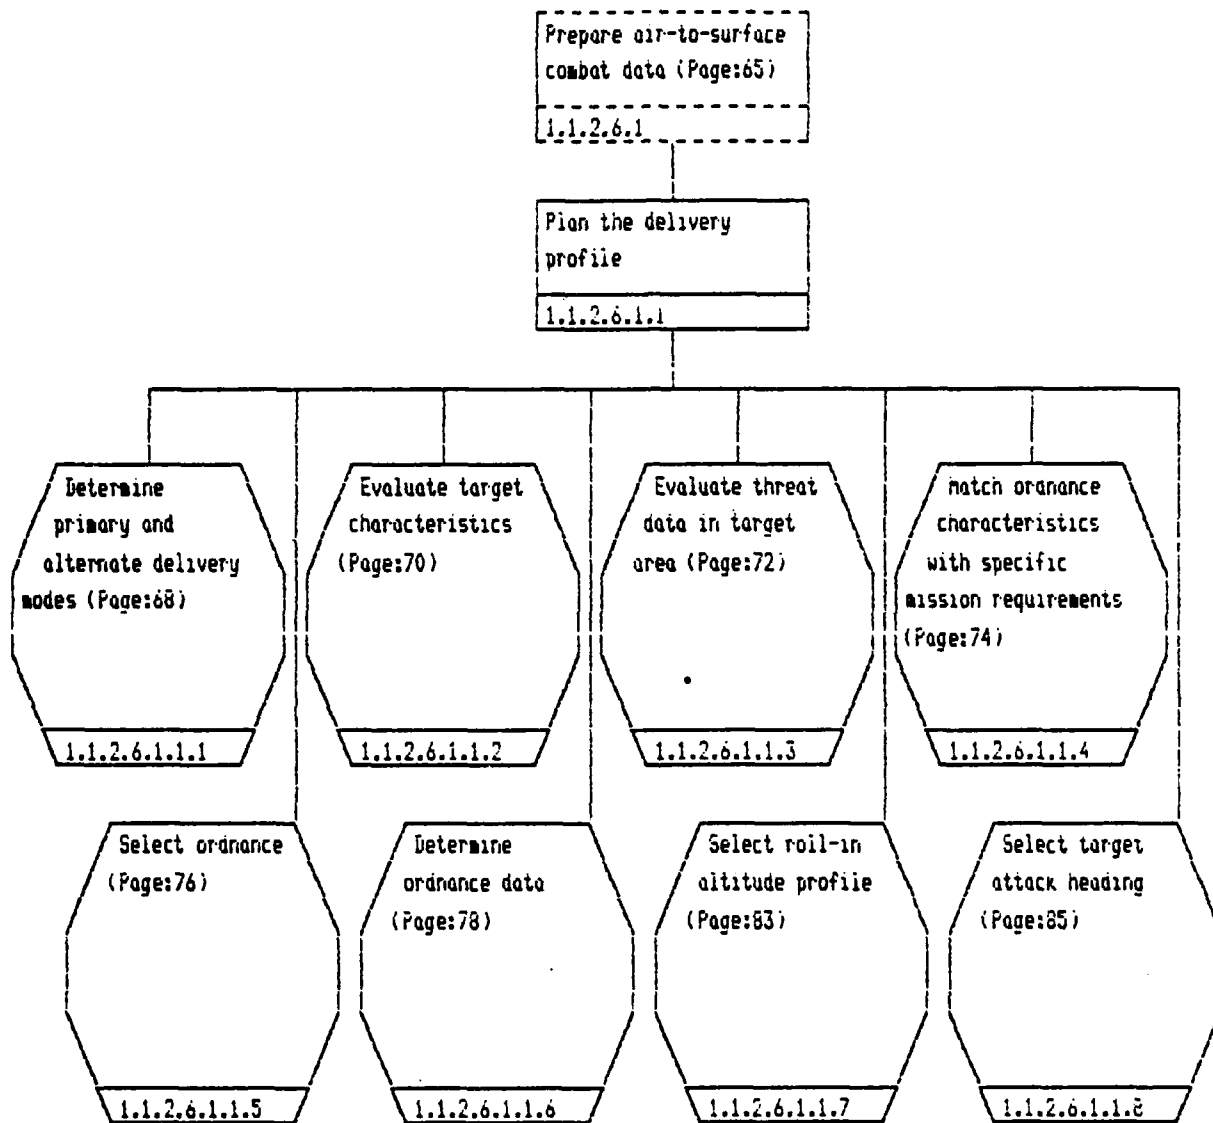 Prepare air-to-surface
combat data (Page:65)
1.1.2.6.1
Plan the delivery
profile
1.1.2.6.1.1
Determine
primary and
alternate delivery
modes (Page:68)
1.1.2.6.1.1.1
Evaluate target
characteristics
(Page:70)
1.1.2.6.1.1.2
Evaluate threat
data in target
area (Page:72)
1.1.2.6.1.1.3
Match ordnance
characteristics
with specific
mission requirements
(Page:74)
1.1.2.6.1.1.4
Select ordnance
(Page:76)
1.1.2.6.1.1.5
Determine
ordnance data
(Page:78)
1.1.2.6.1.1.6
Select roll-in
altitude profile
(Page:83)
1.1.2.6.1.1.7
Select target
attack heading
(Page:85)
1.1.2.6.1.1.8